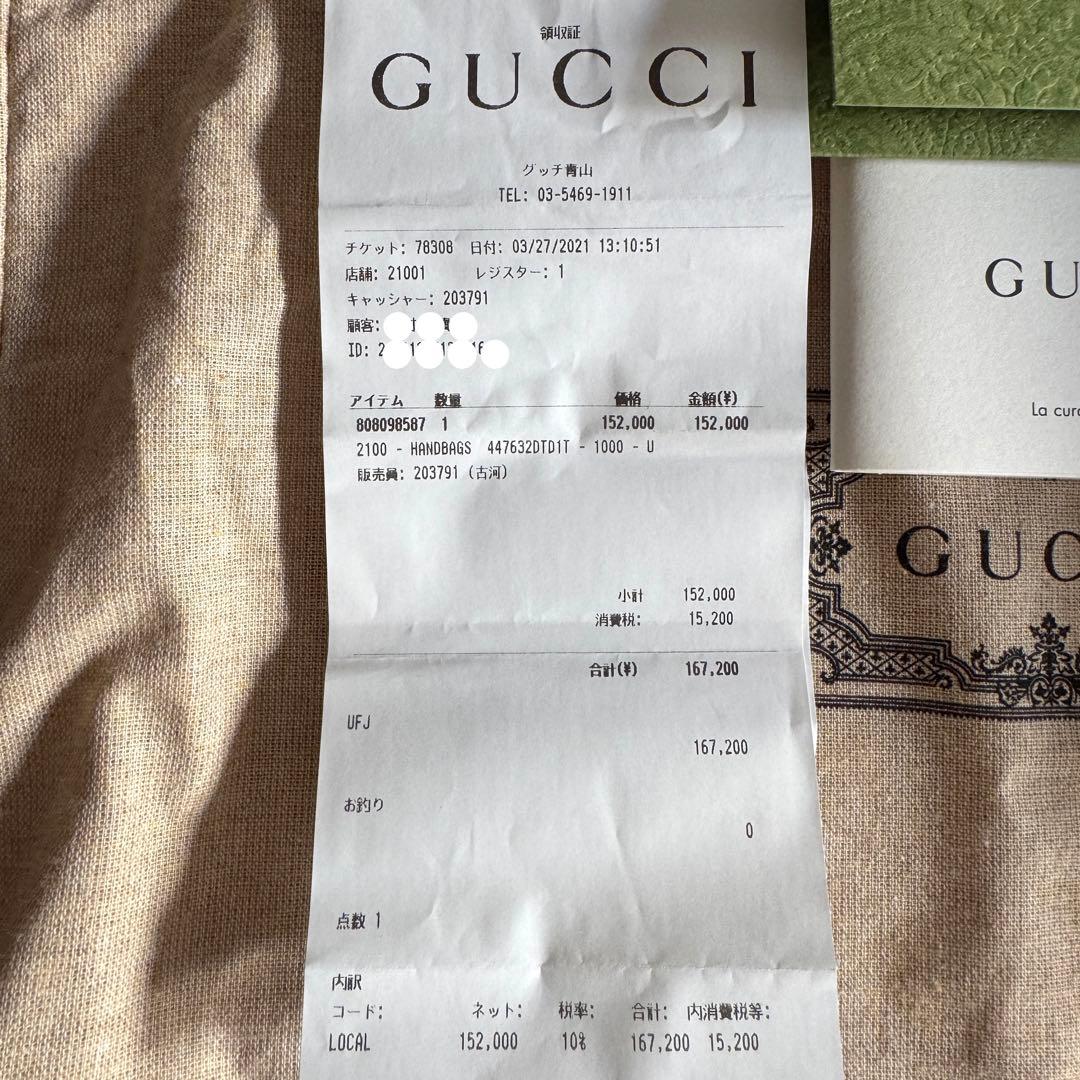 領収証
GUCCI
グッチ青山
TEL: 03-5469-1911
チケット: 78308 日付: 03/27/2021 13:10:51
店舗: 21001 レジスター: 1
キャッシャー: 203791
顧客:
ID: 2
アイテム 数量 価格 金額(¥)
808098587 1 152,000 152,000
2100 - HANDBAGS 447632DTD1T - 1000 - U
販売員: 203791 (古河)
小計 152,000
消費税: 15,200
合計(¥) 167,200
UFJ
167,200
お釣り
0
点数 1
内訳
コード: ネット: 税率: 合計: 内消費税等:
LOCAL 152,000 10% 167,200 15,200
GU
La cura
GUC